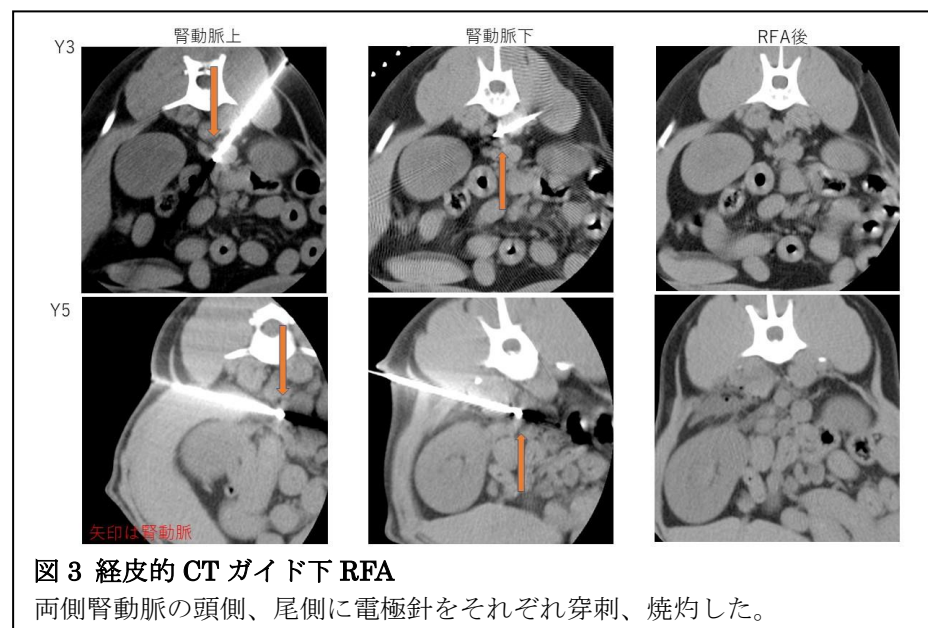 腎動脈上
腎動脈下
RFA後
Y3
Y5
矢印は腎動脈
図 3 経皮的 CT ガイド下 RFA
両側腎動脈の頭側、尾側に電極針をそれぞれ穿刺、焼灼した。